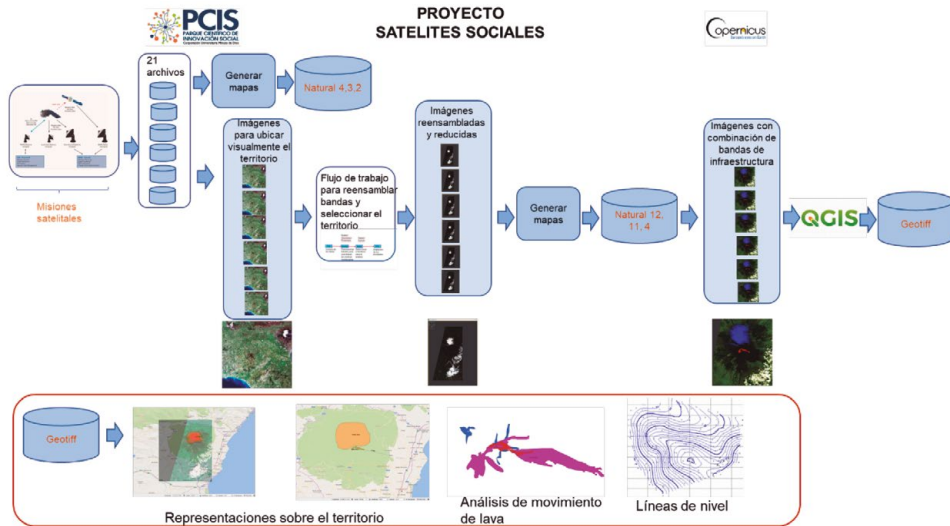 PCIS
PARQUE CIENTÍFICO DE
INNOVACIÓN SOCIAL
PROYECTO
SATELITES SOCIALES
Copernicus
21
archivos
Generar
mapas
Natural 4,3,2
Misiones
satelitales
Imágenes
para ubicar
visualmente el
territorio
Flujo de trabajo
para reensamblar
bandas y
seleccionar el
territorio
Imágenes
reensambladas
y reducidas
Generar
mapas
Natural 12,
11, 4
Imágenes con
combinación de
bandas de
infraestructura
QGIS
Geotiff
Geotiff
Representaciones sobre el territorio
Análisis de movimiento
de lava
Líneas de nivel